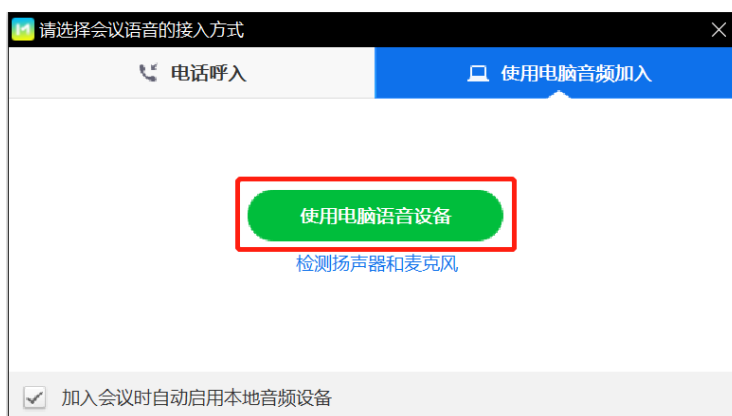 请选择会议语音的接入方式
电话呼入
使用电脑音频加入
使用电脑语音设备
检测扬声器和麦克风
加入会议时自动启用本地音频设备